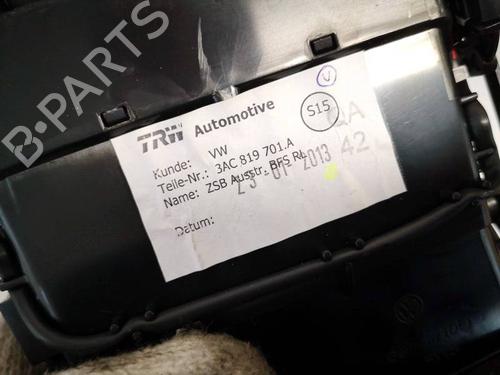 TRW Automotive
S15
Kunde: VW
Teile-Nr.: 3AC 819 701.A
Name: ZSB Ausstr. BFS RL
23 01 2013 42
Datum:
B-PARTS